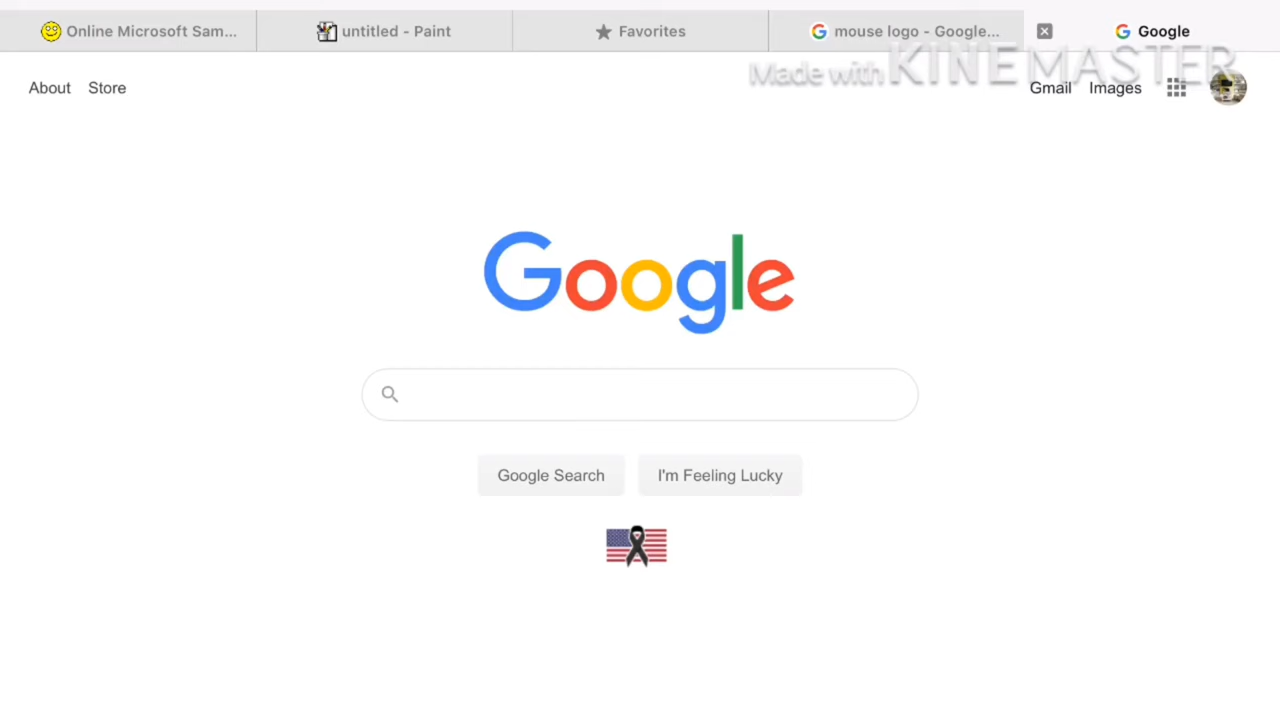 Online Microsoft Sam...
untitled - Paint
Favorites
mouse logo - Google...
Google
Made with KINEMASTER
About Store
Gmail Images
Google
Google Search
I'm Feeling Lucky